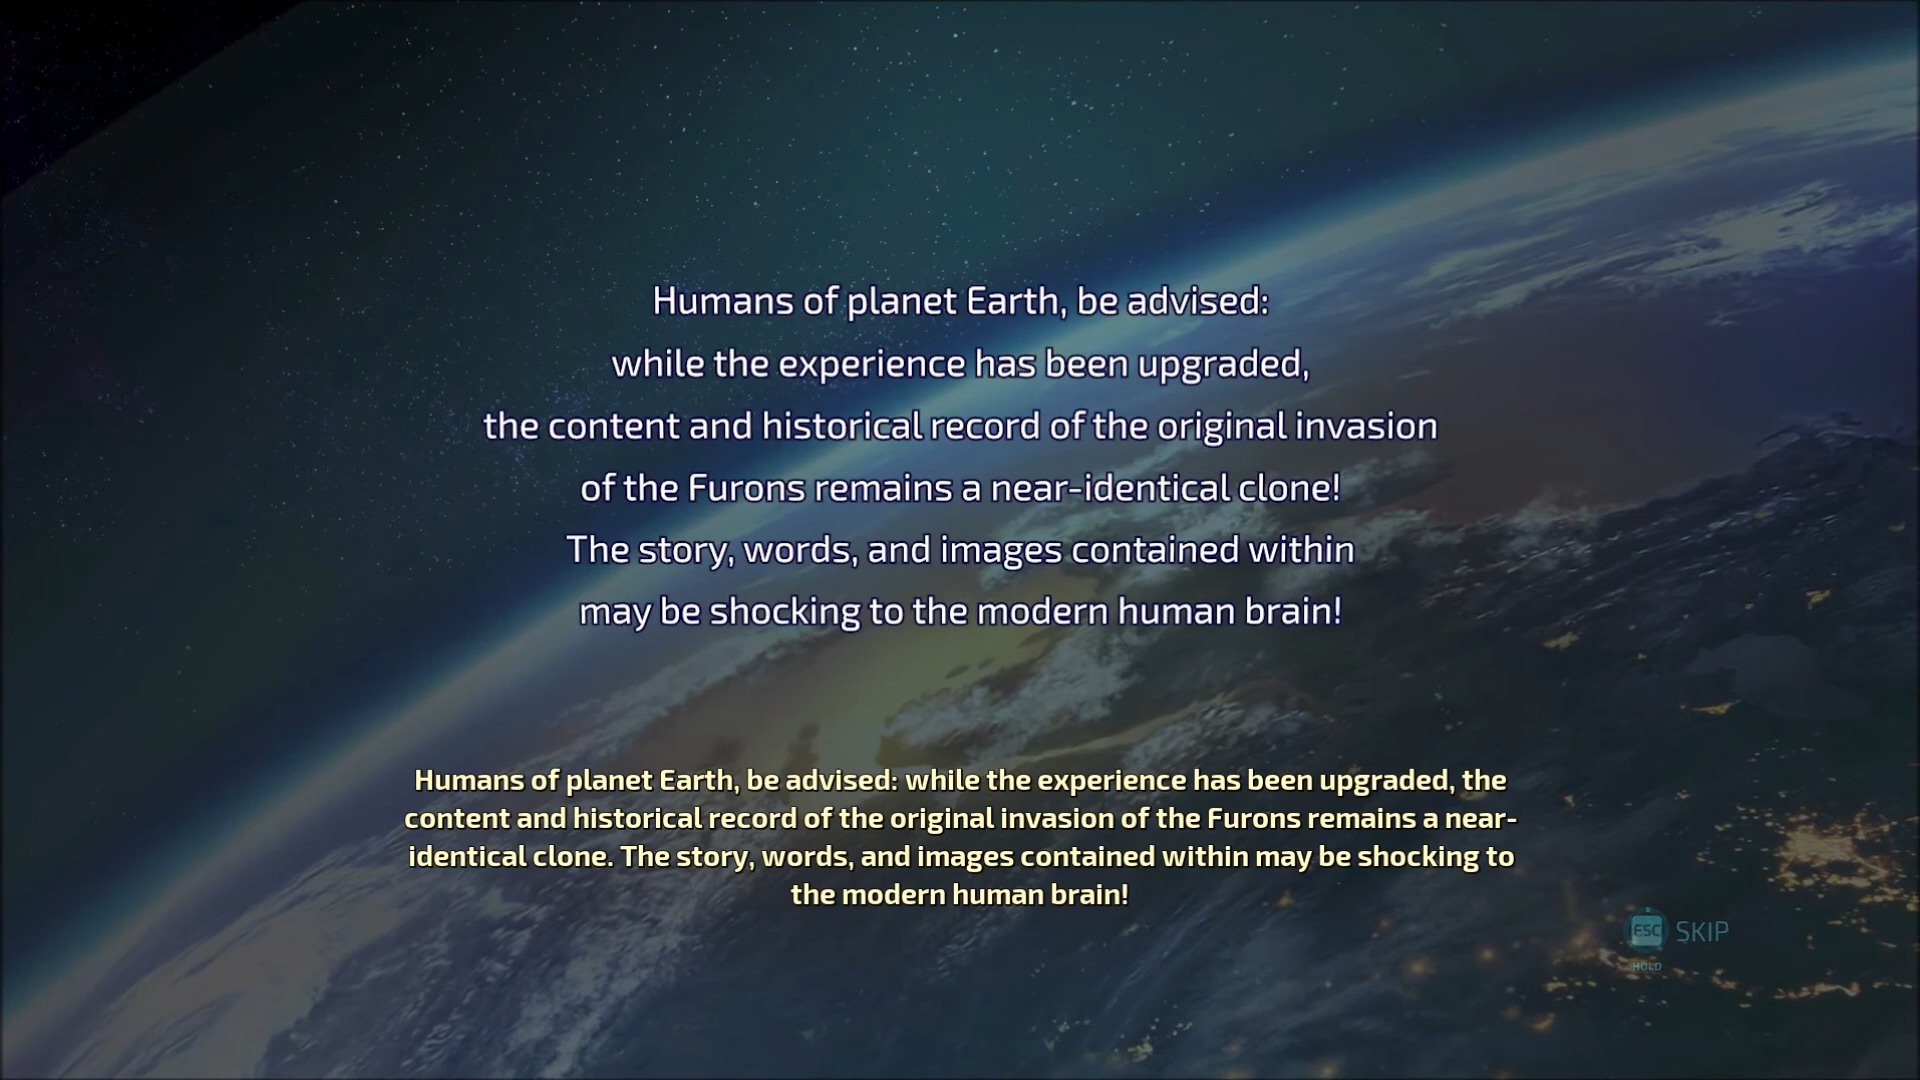 Humans of planet Earth, be advised:
while the experience has been upgraded,
the content and historical record of the original invasion
of the Furons remains a near-identical clone!
The story, words, and images contained within
may be shocking to the modern human brain!
Humans of planet Earth, be advised: while the experience has been upgraded, the
content and historical record of the original invasion of the Furons remains a near-
identical clone. The story, words, and images contained within may be shocking to
the modern human brain!
ESC SKIP
HOLD